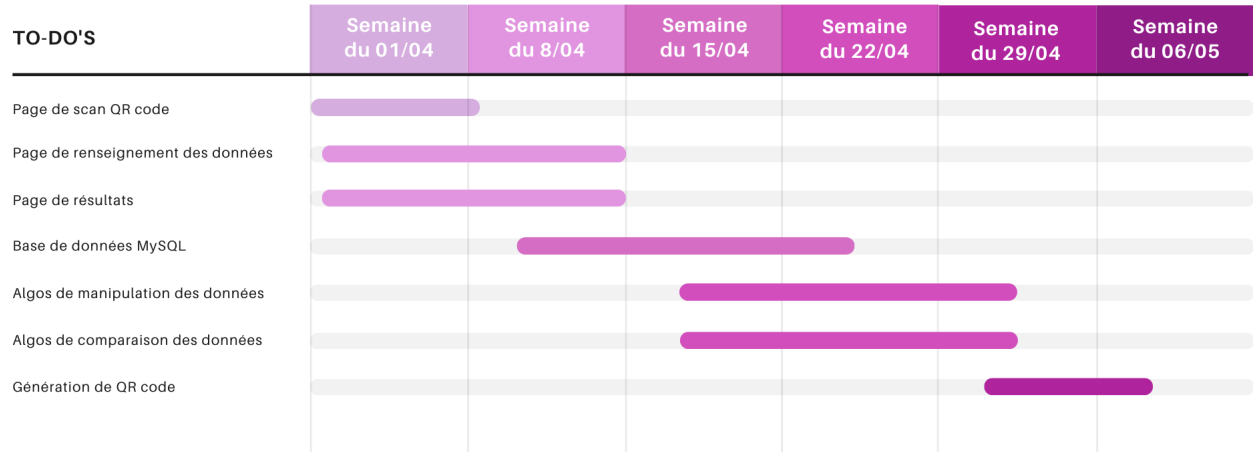 TO-DO'S
Semaine
du 01/04
Semaine
du 8/04
Semaine
du 15/04
Semaine
du 22/04
Semaine
du 29/04
Semaine
du 06/05
Page de scan QR code
Page de renseignement des données
Page de résultats
Base de données MySQL
Algos de manipulation des données
Algos de comparaison des données
Génération de QR code